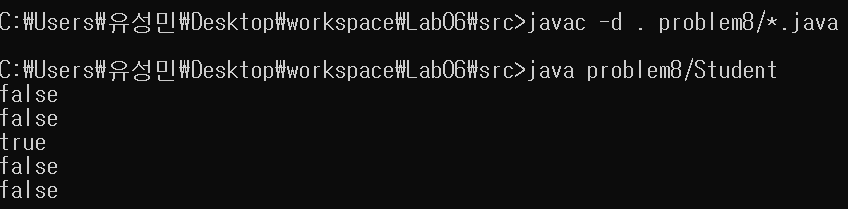 C:₩Users₩유성민₩Desktop₩workspace₩Lab06₩src>javac -d . problem8/*.java
C:₩Users₩유성민₩Desktop₩workspace₩Lab06₩src>java problem8/Student
false
false
true
false
false